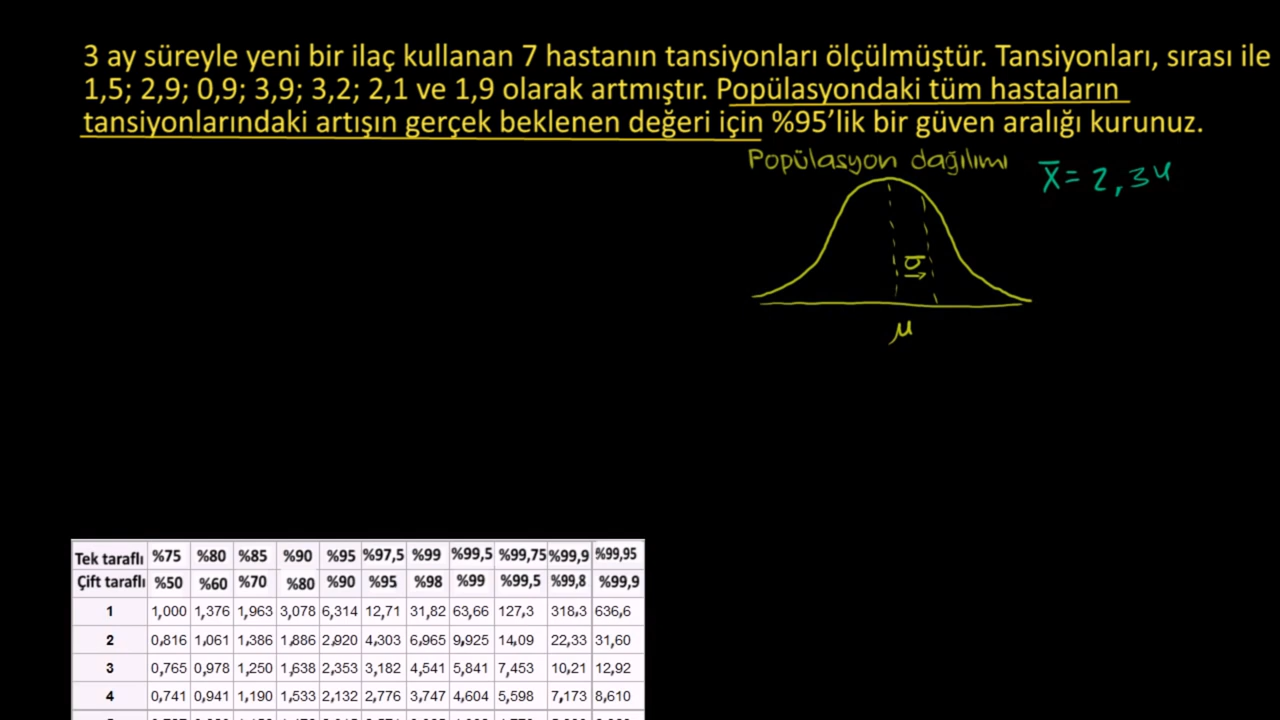 3 ay süreyle yeni bir ilaç kullanan 7 hastanın tansiyonları ölçülmüştür. Tansiyonları, sırası ile
1,5; 2,9; 0,9; 3,9; 3,2; 2,1 ve 1,9 olarak artmıştır. Popülasyondaki tüm hastaların
tansiyonlarındaki artışın gerçek beklenen değeri için %95'lik bir güven aralığı kurunuz.
Popülasyon dağılımı
x̄ = 2,34
σ
μ
Tek taraflı %75 %80 %85 %90 %95 %97,5 %99 %99,5 %99,75 %99,9 %99,95
Çift taraflı %50 %60 %70 %80 %90 %95 %98 %99 %99,5 %99,8 %99,9
1 1,000 1,376 1,963 3,078 6,314 12,71 31,82 63,66 127,3 318,3 636,6
2 0,816 1,061 1,386 1,886 2,920 4,303 6,965 9,925 14,09 22,33 31,60
3 0,765 0,978 1,250 1,638 2,353 3,182 4,541 5,841 7,453 10,21 12,92
4 0,741 0,941 1,190 1,533 2,132 2,776 3,747 4,604 5,598 7,173 8,610